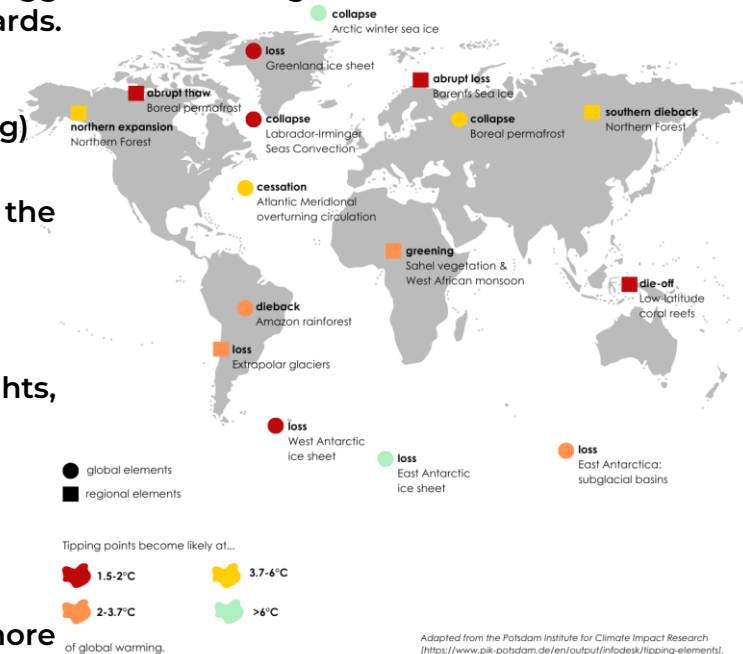 ards.
g)
the
hts,
nore
collapse
Arctic winter sea ice
loss
Greenland ice sheet
abrupt thaw
Boreal permafrost
abrupt loss
Barents Sea ice
northern expansion
Northern Forest
collapse
Labrador-Irminger
Seas Convection
collapse
Boreal permafrost
southern dieback
Northern Forest
cessation
Atlantic Meridional
overturning circulation
greening
Sahel vegetation &
West African monsoon
die-off
Low-latitude
coral reefs
dieback
Amazon rainforest
loss
Extrapolar glaciers
loss
West Antarctic
ice sheet
loss
East Antarctic
ice sheet
loss
East Antarctica:
subglacial basins
global elements
regional elements
Tipping points become likely at...
1.5-2°C
3.7-6°C
2-3.7°C
>6°C
of global warming.
Adapted from the Potsdam Institute for Climate Impact Research
[https://www.pik-potsdam.de/en/output/infodesk/tipping-elements].